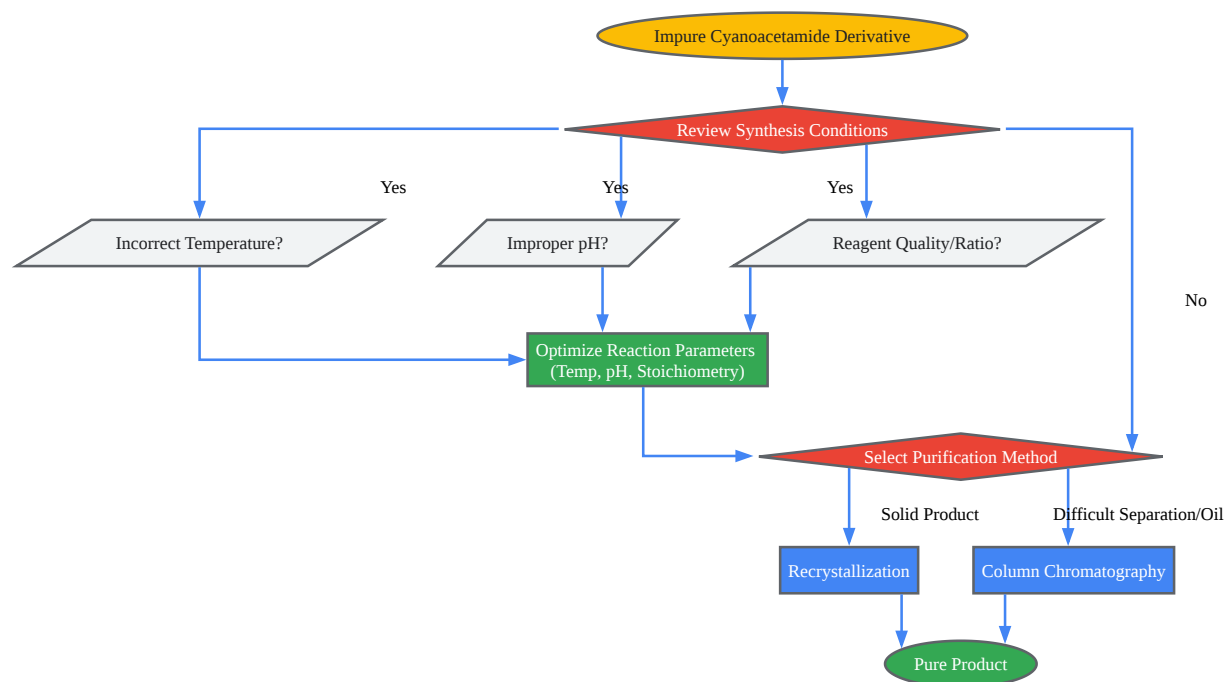 Impure Cyanoacetamide Derivative
Review Synthesis Conditions
Yes
Yes
Yes
Incorrect Temperature?
Improper pH?
Reagent Quality/Ratio?
No
Optimize Reaction Parameters
(Temp, pH, Stoichiometry)
Select Purification Method
Solid Product
Difficult Separation/Oil
Recrystallization
Column Chromatography
Pure Product